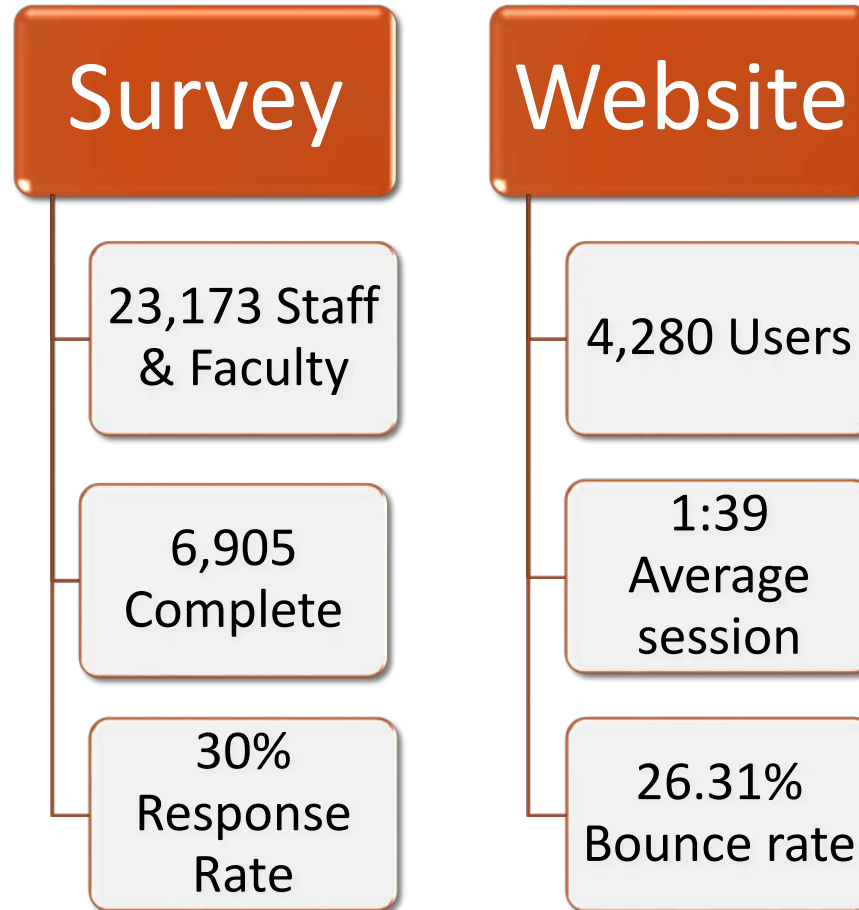 Survey
23,173 Staff
& Faculty
6,905
Complete
30%
Response
Rate
Website
4,280 Users
1:39
Average
session
26.31%
Bounce rate